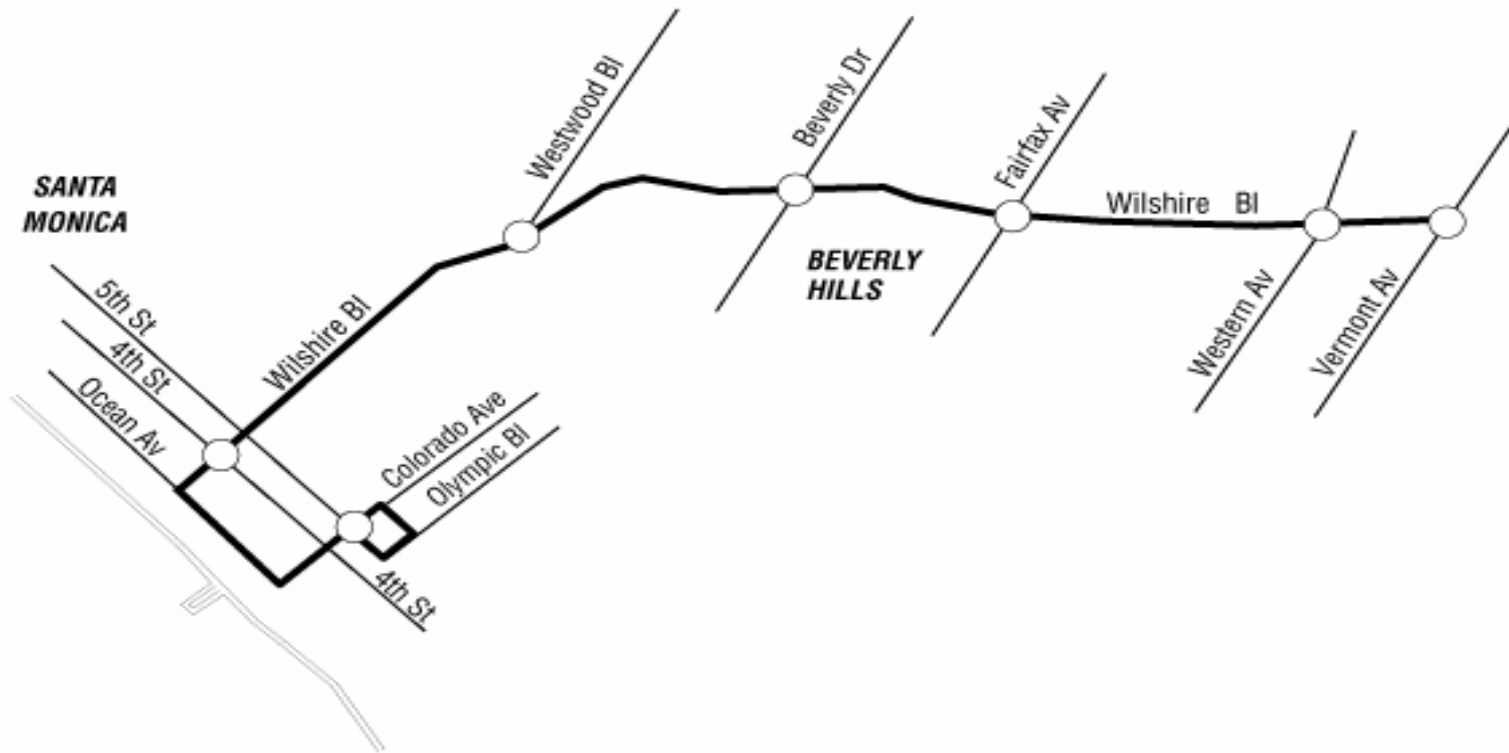 Westwood Bl
Beverly Dr
Fairfax Av
SANTA
MONICA
Wilshire Bl
BEVERLY
HILLS
Western Av
Vermont Av
5th St
4th St
Ocean Av
Wilshire Bl
Colorado Ave
Olympic Bl
4th St